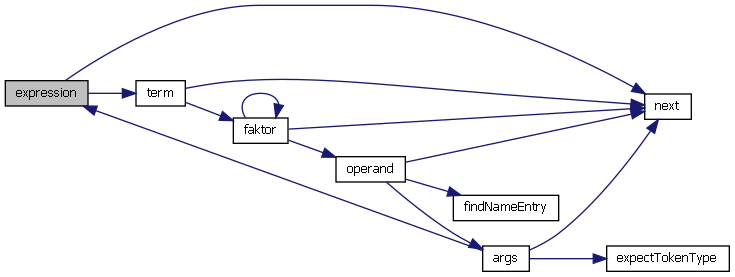 expression
term
next
faktor
operand
findNameEntry
args
expectTokenType